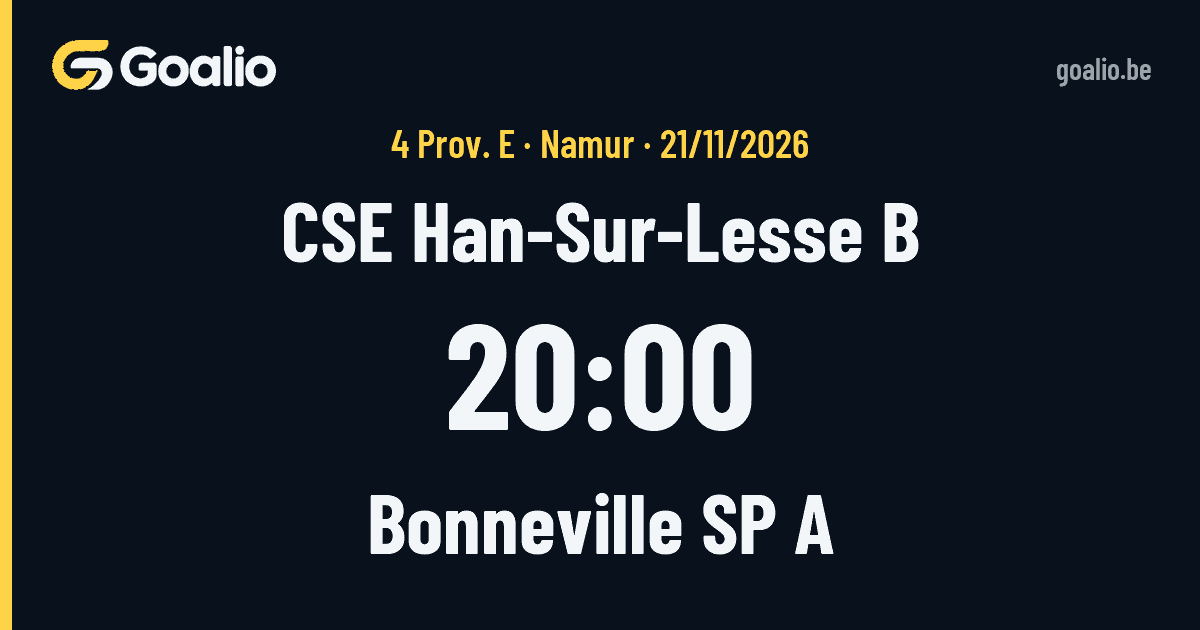 Goalio
goalio.be
4 Prov. E · Namur · 21/11/2026
CSE Han-Sur-Lesse B
20:00
Bonneville SP A